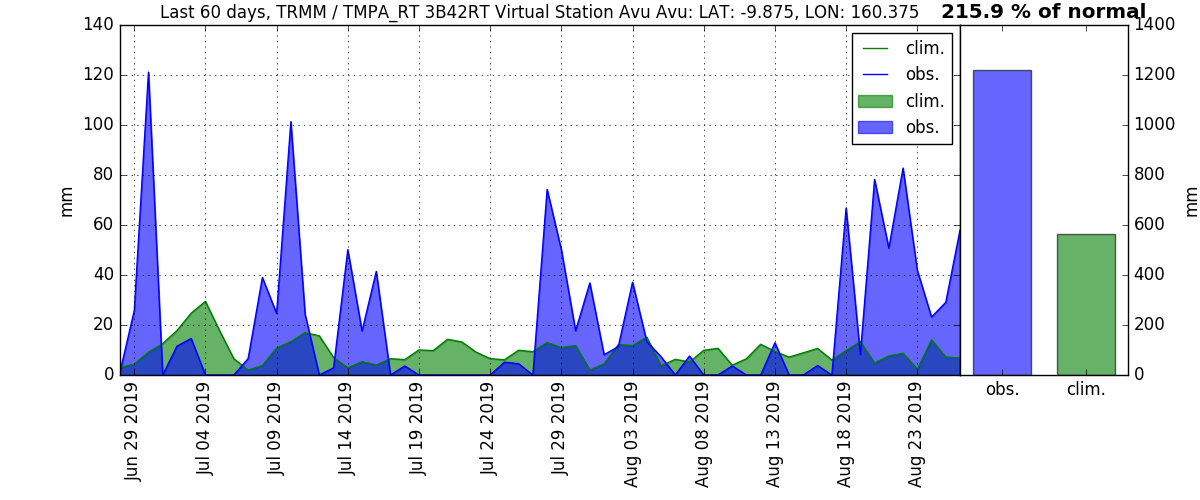 Last 60 days, TRMM / TMPA_RT 3B42RT Virtual Station Avu Avu: LAT: -9.875, LON: 160.375
215.9 % of normal
140
120
100
80
60
40
20
0
mm
clim.
obs.
clim.
obs.
1400
1200
1000
800
600
400
200
0
mm
Jun 29 2019
Jul 04 2019
Jul 09 2019
Jul 14 2019
Jul 19 2019
Jul 24 2019
Jul 29 2019
Aug 03 2019
Aug 08 2019
Aug 13 2019
Aug 18 2019
Aug 23 2019
obs.
clim.